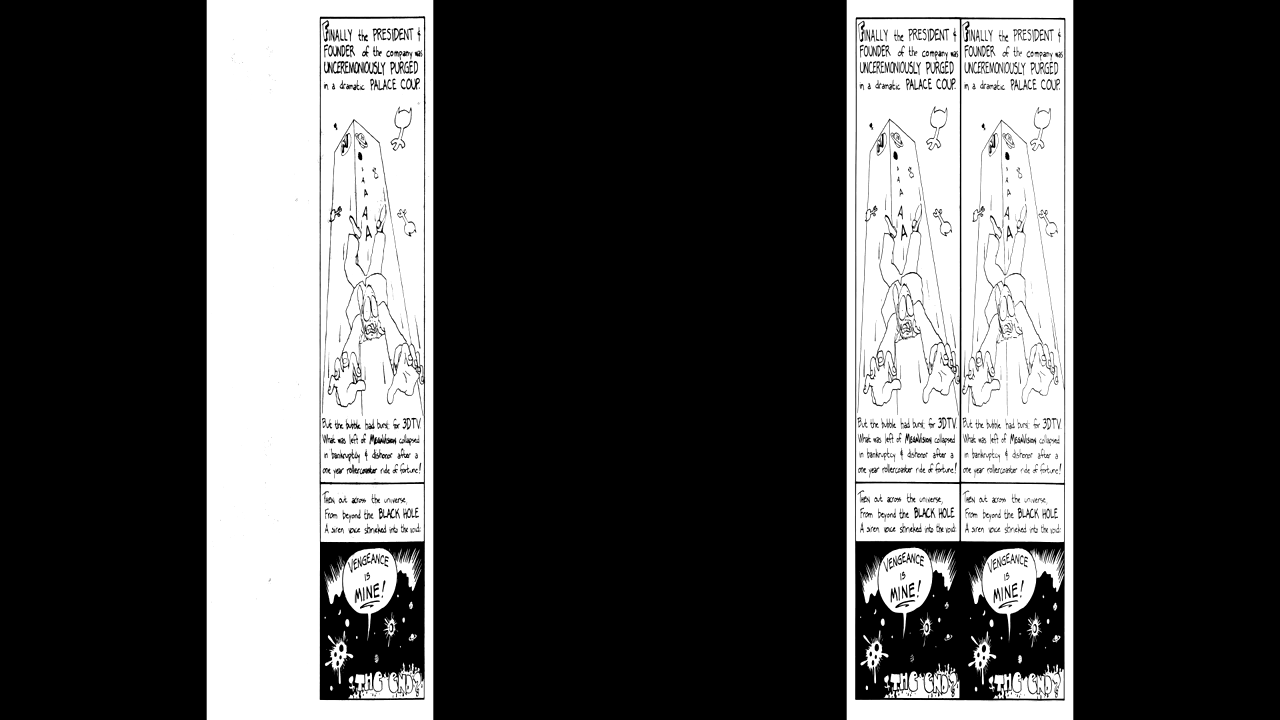 FINALLY the PRESIDENT &
FOUNDER of the company was
UNCEREMONIOUSLY PURGED
in a dramatic PALACE COUP.
A
A
A
A
A
But the bubble had burst for 3DTV.
What was left of MegaVision collapsed
in bankruptcy & dishonor after a
one year rollercoaster ride of fortune!
Then out across the universe,
From beyond the BLACK HOLE
A siren voice shrieked into the void:
VENGEANCE
IS
MINE!
THE END?
FINALLY the PRESIDENT &
FOUNDER of the company was
UNCEREMONIOUSLY PURGED
in a dramatic PALACE COUP.
A
A
A
A
A
But the bubble had burst for 3DTV.
What was left of MegaVision collapsed
in bankruptcy & dishonor after a
one year rollercoaster ride of fortune!
Then out across the universe,
From beyond the BLACK HOLE
A siren voice shrieked into the void:
VENGEANCE
IS
MINE!
THE END?
FINALLY the PRESIDENT &
FOUNDER of the company was
UNCEREMONIOUSLY PURGED
in a dramatic PALACE COUP.
A
A
A
A
A
But the bubble had burst for 3DTV.
What was left of MegaVision collapsed
in bankruptcy & dishonor after a
one year rollercoaster ride of fortune!
Then out across the universe,
From beyond the BLACK HOLE
A siren voice shrieked into the void:
VENGEANCE
IS
MINE!
THE END?